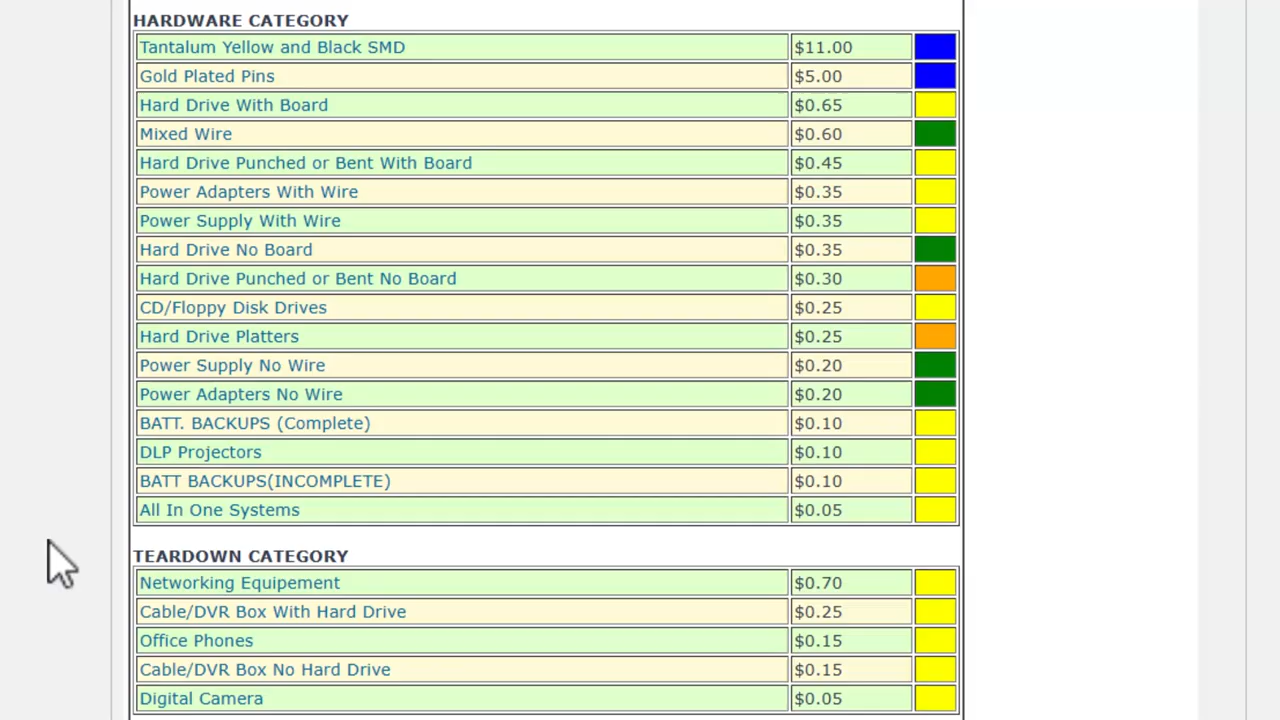 HARDWARE CATEGORY
Tantalum Yellow and Black SMD $11.00
Gold Plated Pins $5.00
Hard Drive With Board $0.65
Mixed Wire $0.60
Hard Drive Punched or Bent With Board $0.45
Power Adapters With Wire $0.35
Power Supply With Wire $0.35
Hard Drive No Board $0.35
Hard Drive Punched or Bent No Board $0.30
CD/Floppy Disk Drives $0.25
Hard Drive Platters $0.25
Power Supply No Wire $0.20
Power Adapters No Wire $0.20
BATT. BACKUPS (Complete) $0.10
DLP Projectors $0.10
BATT BACKUPS(INCOMPLETE) $0.10
All In One Systems $0.05
TEARDOWN CATEGORY
Networking Equipement $0.70
Cable/DVR Box With Hard Drive $0.25
Office Phones $0.15
Cable/DVR Box No Hard Drive $0.15
Digital Camera $0.05